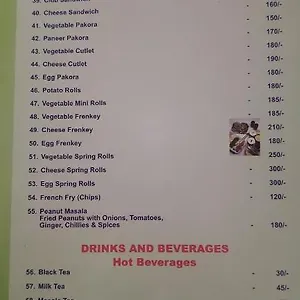 40. Cheese Sandwich - 160/-
41. Vegetable Pakora - 150/-
42. Paneer Pakora - 170/-
43. Vegetable Cutlet - 180/-
44. Cheese Cutlet - 190/-
45. Egg Pakora - 180/-
46. Potato Rolls - 180/-
47. Vegetable Mini Rolls - 185/-
48. Vegetable Frenkey - 185/-
49. Cheese Frenkey - 210/-
50. Egg Frenkey - 180/-
51. Vegetable Spring Rolls - 250/-
52. Cheese Spring Rolls - 300/-
53. Egg Spring Rolls - 300/-
54. French Fry (Chips) - 120/-
55. Peanut Masala
Fried Peanuts with Onions, Tomatoes,
Ginger, Chillies & Spices - 180/-
DRINKS AND BEVERAGES
Hot Beverages
56. Black Tea - 30/-
57. Milk Tea - 45/-